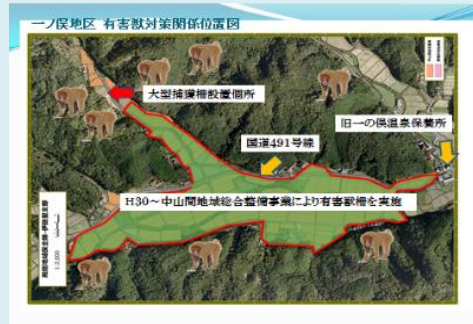 一ノ俣地区 有害獣対策関係位置図
大型捕獲柵設置個所
旧一の俣温泉保養所
国道491号線
H30～中山間地域総合整備事業により有害獣柵を実施